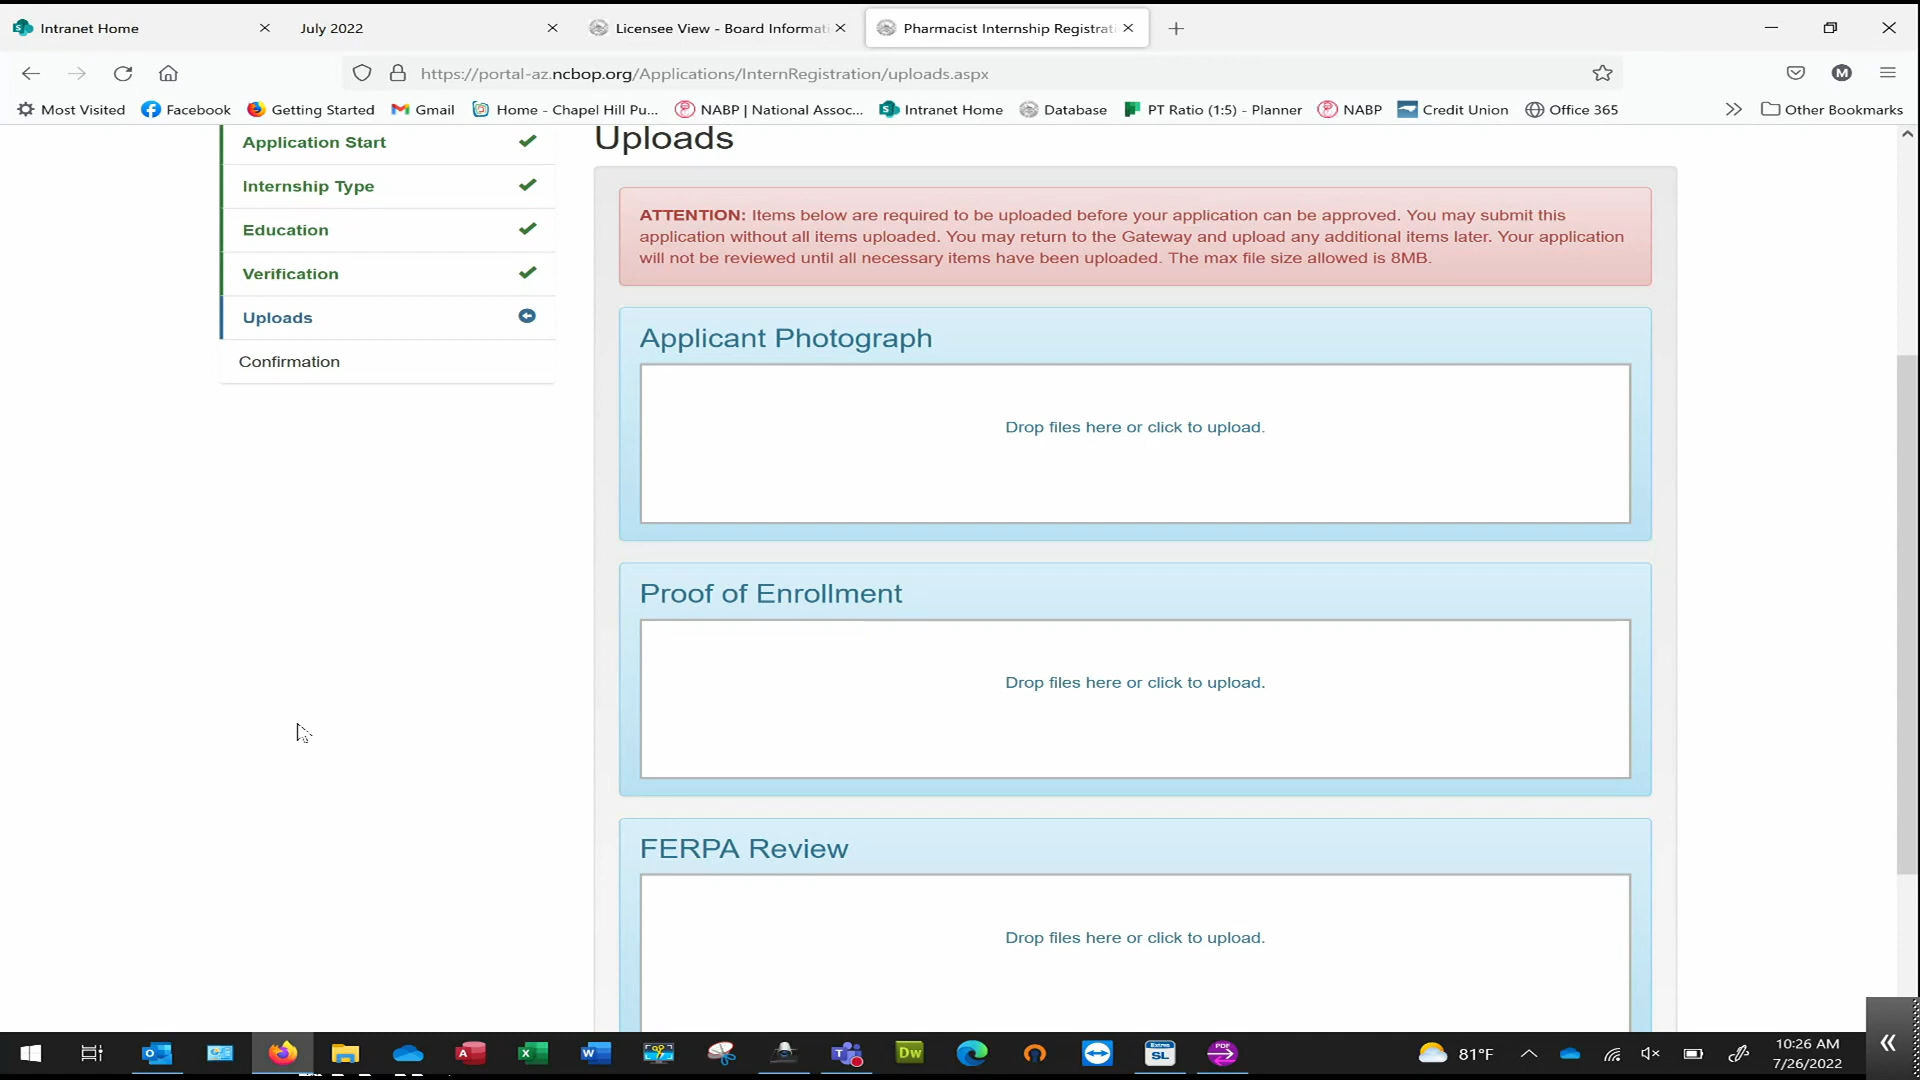 Intranet Home
July 2022
Licensee View - Board Informati
Pharmacist Internship Registrati
https://portal-az.ncbop.org/Applications/InternRegistration/uploads.aspx
M
Most Visited
Facebook
Getting Started
Gmail
Home - Chapel Hill Pu...
NABP | National Assoc...
Intranet Home
Database
PT Ratio (1:5) - Planner
NABP
Credit Union
Office 365
Other Bookmarks
Application Start
Internship Type
Education
Verification
Uploads
Confirmation
Uploads
ATTENTION: Items below are required to be uploaded before your application can be approved. You may submit this
application without all items uploaded. You may return to the Gateway and upload any additional items later. Your application
will not be reviewed until all necessary items have been uploaded. The max file size allowed is 8MB.
Applicant Photograph
Drop files here or click to upload.
Proof of Enrollment
Drop files here or click to upload.
FERPA Review
Drop files here or click to upload.
Dw
SL
PDF
81°F
10:26 AM
7/26/2022